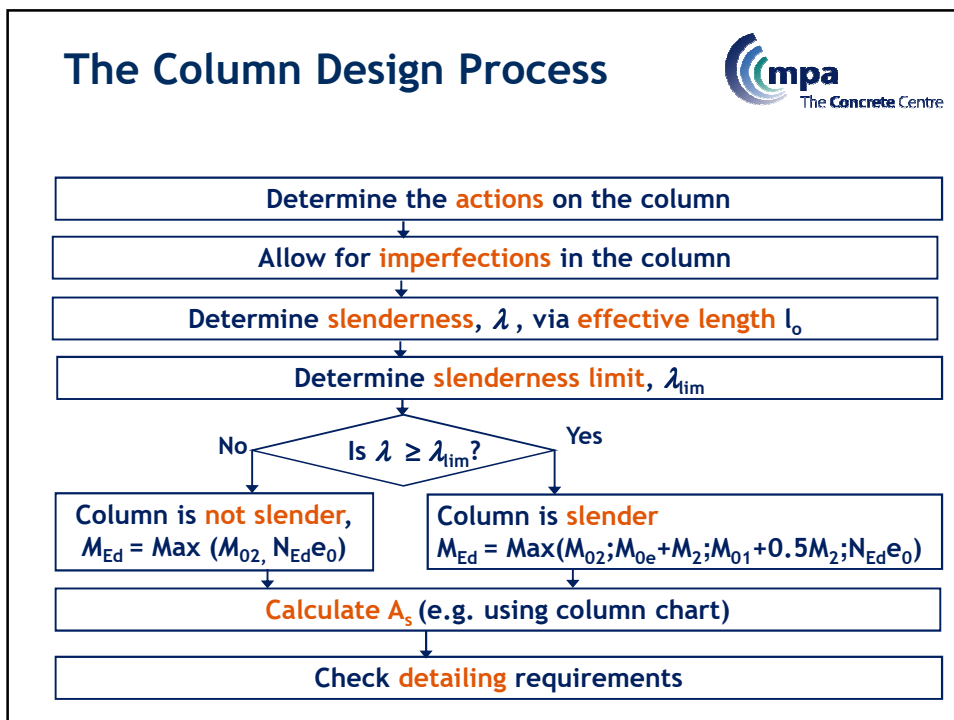 The Column Design Process
mpa
The Concrete Centre
Determine the actions on the column
Allow for imperfections in the column
Determine slenderness, λ , via effective length lo
Determine slenderness limit, λlim
No
Is λ ≥ λlim?
Yes
Column is not slender,
MEd = Max (M02, NEde0)
Column is slender
MEd = Max(M02;M0e+M2;M01+0.5M2;NEde0)
Calculate As (e.g. using column chart)
Check detailing requirements